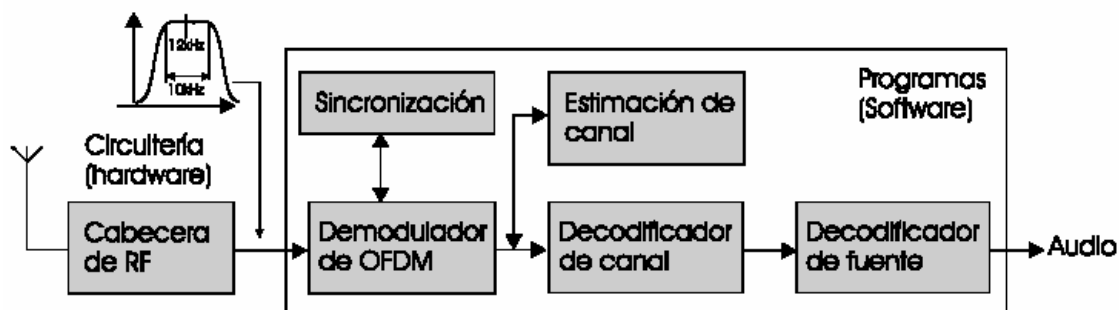 12kHz
10kHz
Circuitería
(hardware)
Cabecera
de RF
Sincronización
Demodulador
de OFDM
Estimación de
canal
Decodificador
de canal
Programas
(Software)
Decodificador
de fuente
Audio